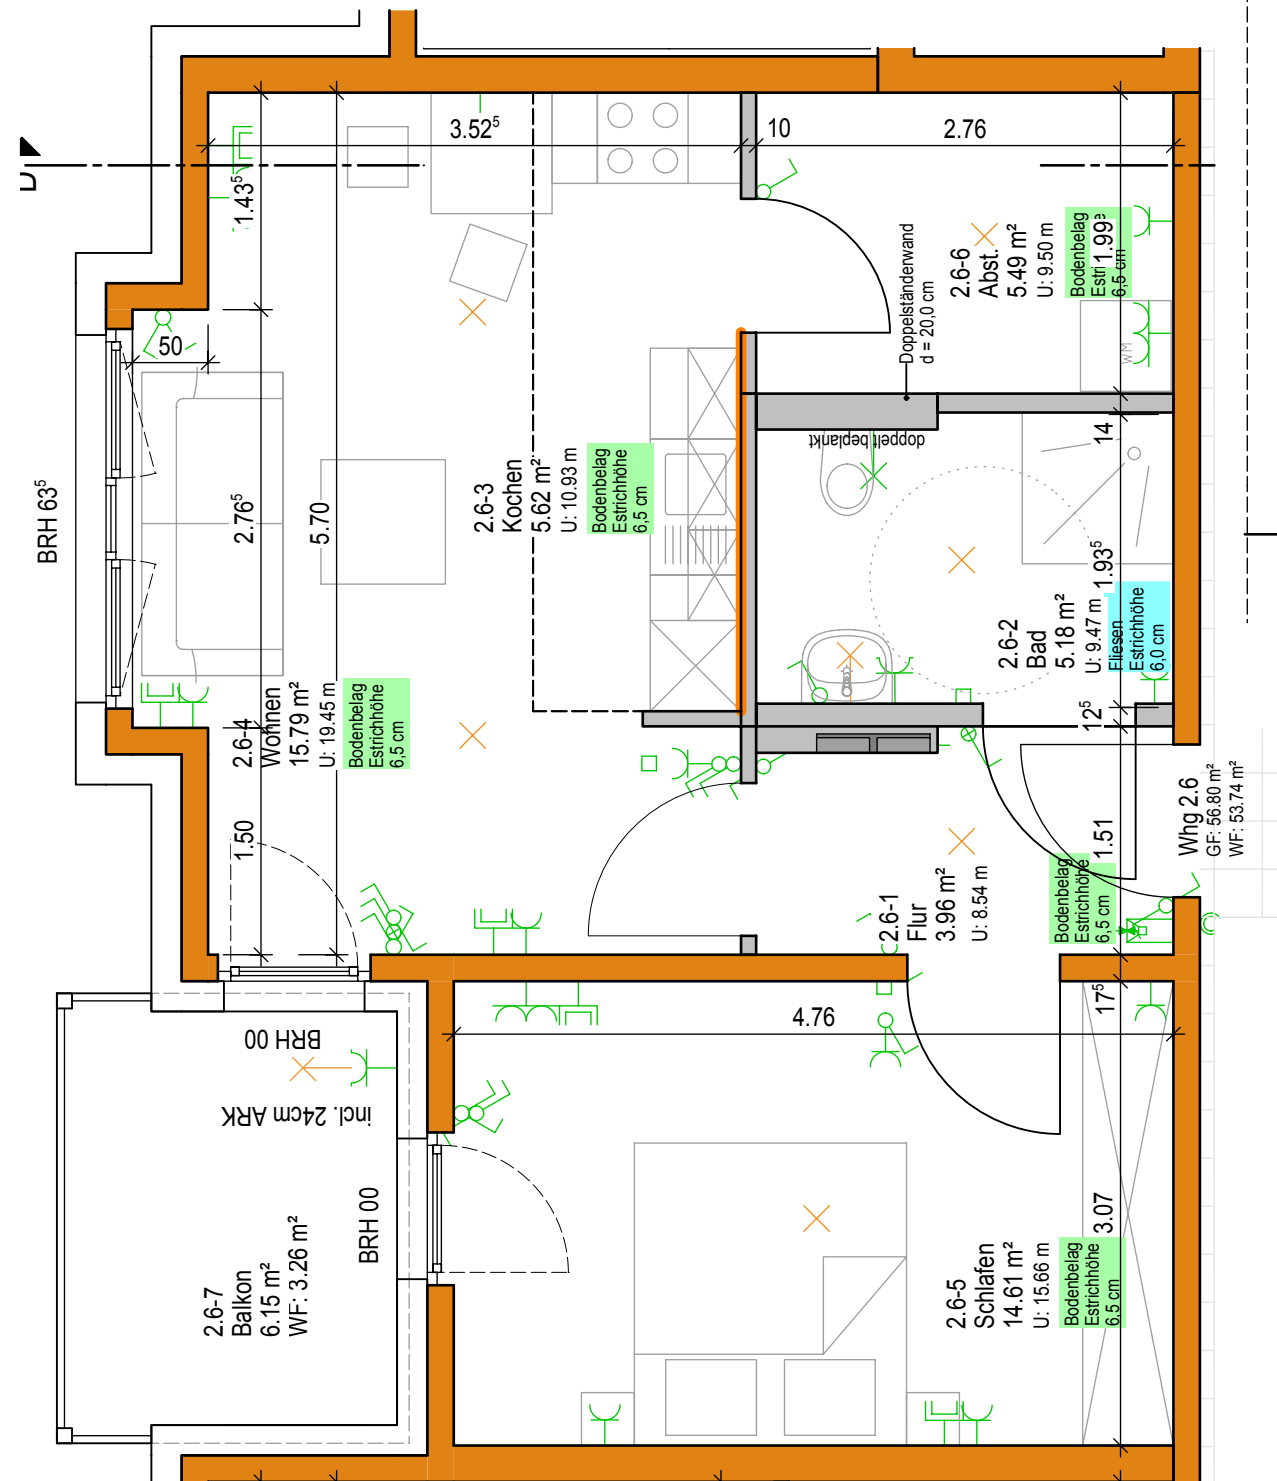 D
3.52⁵
10
2.76
1.43⁵
50
BRH 63⁵
2.76⁵
5.70
1.50
2.6-3
Kochen
5.62 m²
U: 10.93 m
Bodenbelag
Estrichhöhe
6,5 cm
2.6-4
Wohnen
15.79 m²
U: 19.45 m
Bodenbelag
Estrichhöhe
6,5 cm
Doppelständerwand
d = 20,0 cm
2.6-6
Abst.
5.49 m²
U: 9.50 m
Bodenbelag
6,5 cm
1.99⁵
WM
doppelt beplankt
14
1.93⁵
2.6-2
Bad
5.18 m²
U: 9.47 m
Fliesen
Estrichhöhe
6,0 cm
12⁵
1.51
Whg 2.6
GF: 56.80 m²
WF: 53.74 m²
2.6-1
Flur
3.96 m²
U: 8.54 m
Bodenbelag
Estrichhöhe
6,5 cm
17⁵
4.76
BRH 00
incl. 24cm ARK
BRH 00
2.6-7
Balkon
6.15 m²
WF: 3.26 m²
3.07
2.6-5
Schlafen
14.61 m²
U: 15.66 m
Bodenbelag
Estrichhöhe
6,5 cm